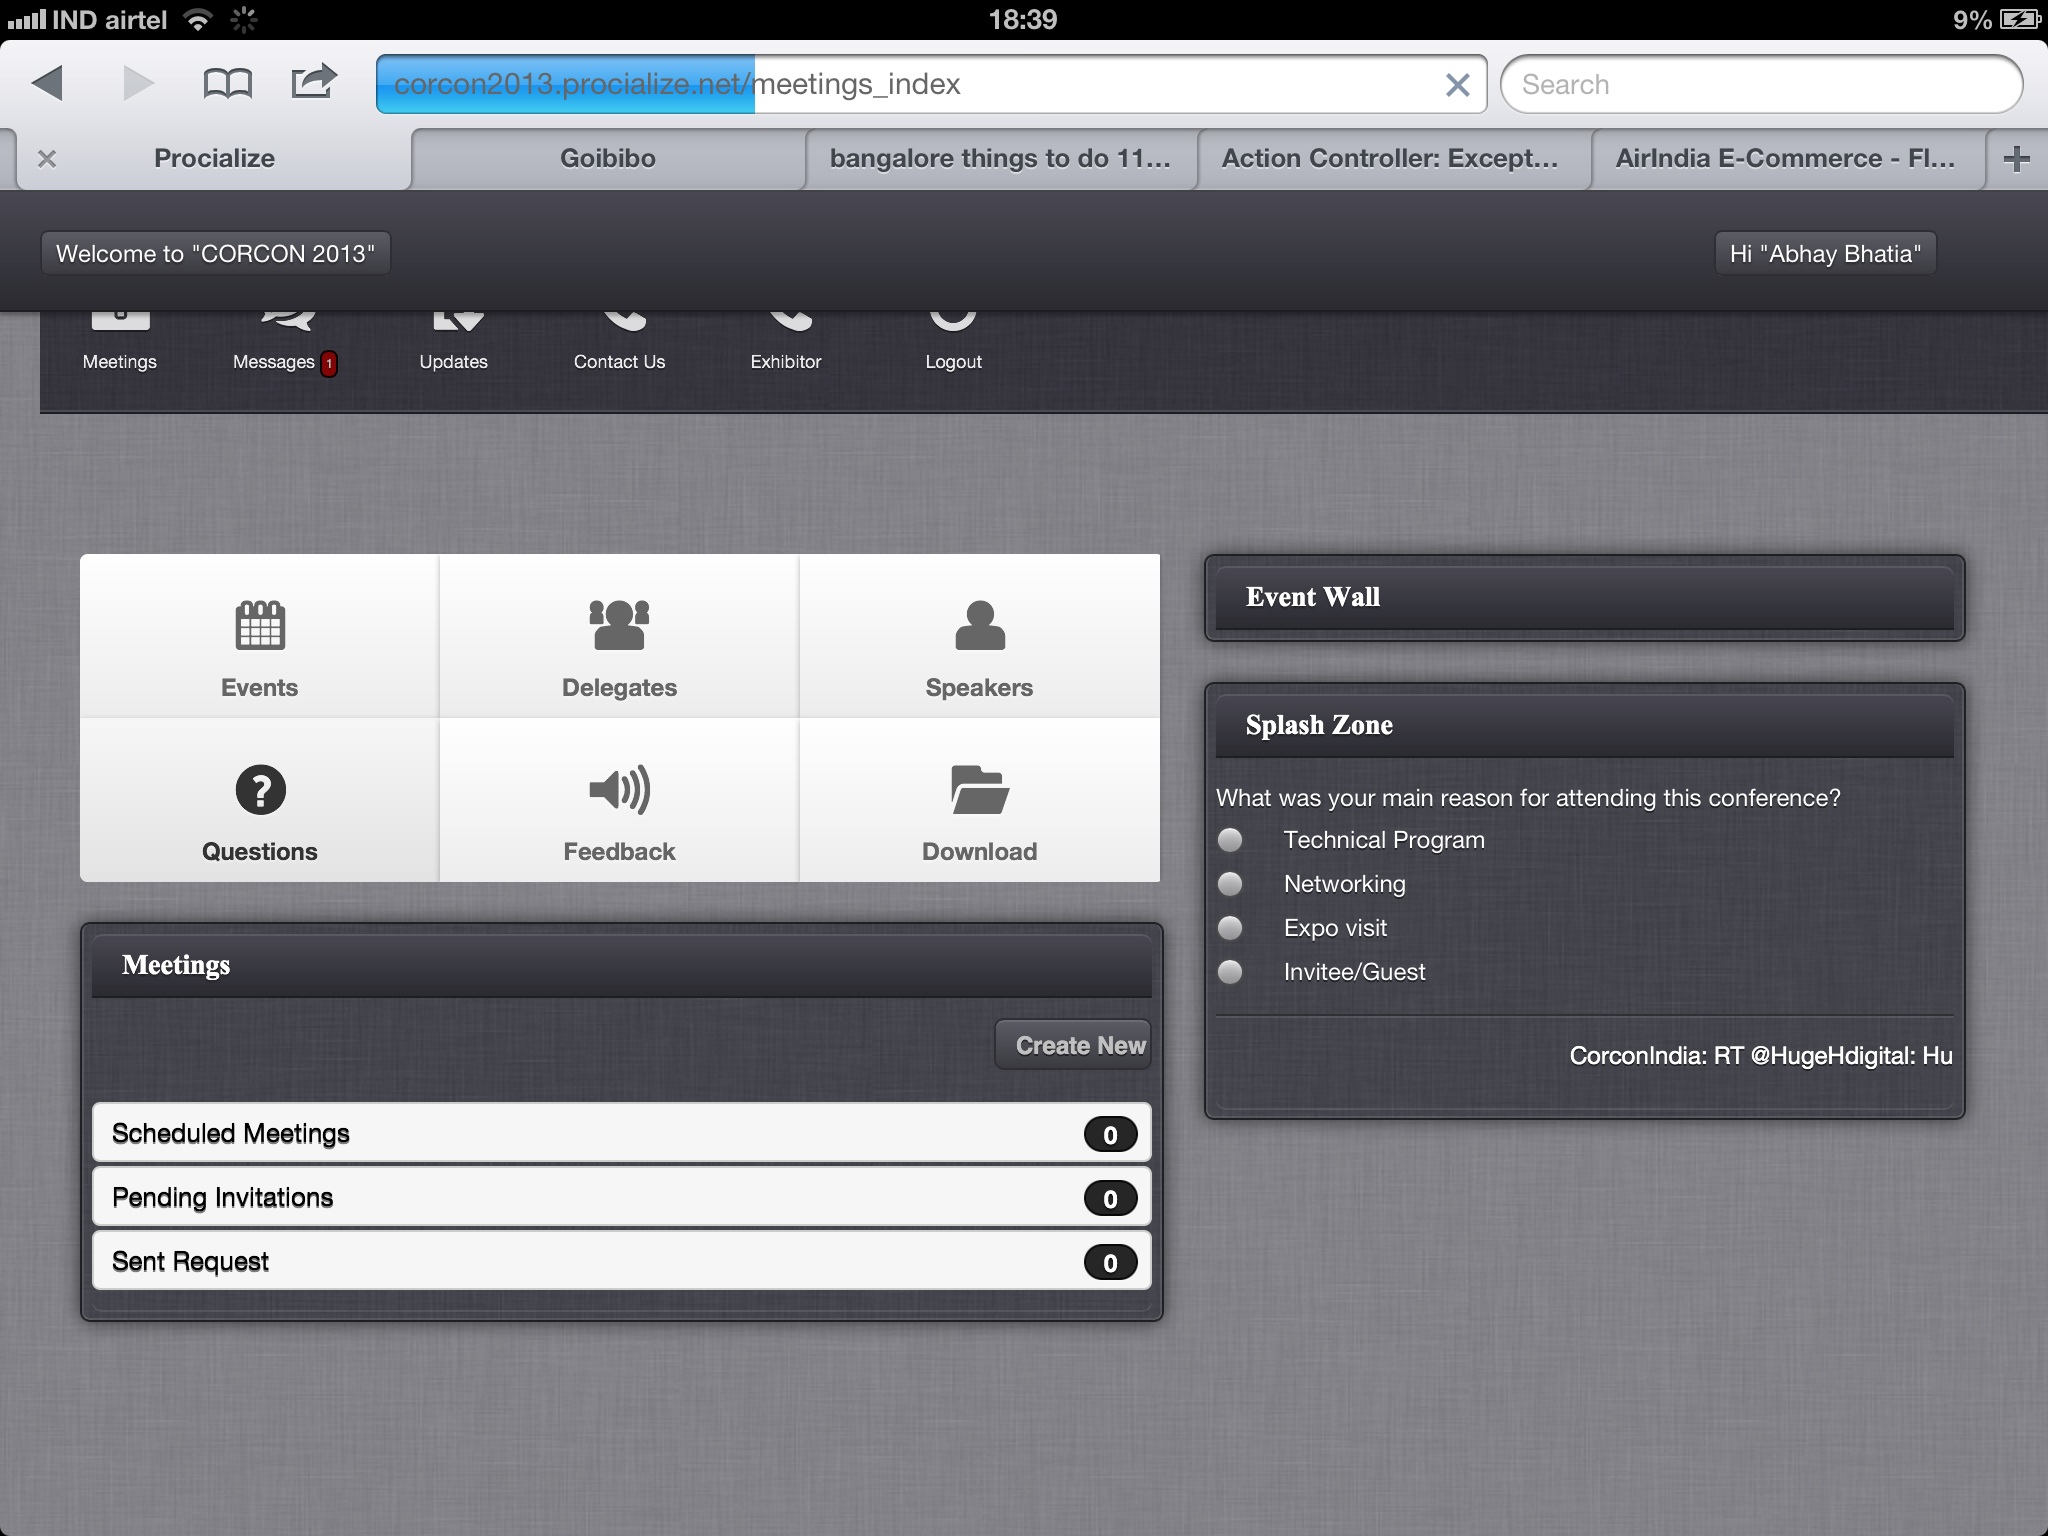 IND airtel
18:39
9%
corcon2013.procialize.net/meetings_index
Search
Procialize
Goibibo
bangalore things to do 11...
Action Controller: Except...
AirIndia E-Commerce - Fl...
Welcome to "CORCON 2013"
Hi "Abhay Bhatia"
Meetings
Messages 1
Updates
Contact Us
Exhibitor
Logout
Events
Delegates
Speakers
Questions
Feedback
Download
Meetings
Create New
Scheduled Meetings 0
Pending Invitations 0
Sent Request 0
Event Wall
Splash Zone
What was your main reason for attending this conference?
Technical Program
Networking
Expo visit
Invitee/Guest
CorconIndia: RT @HugeHdigital: Hu